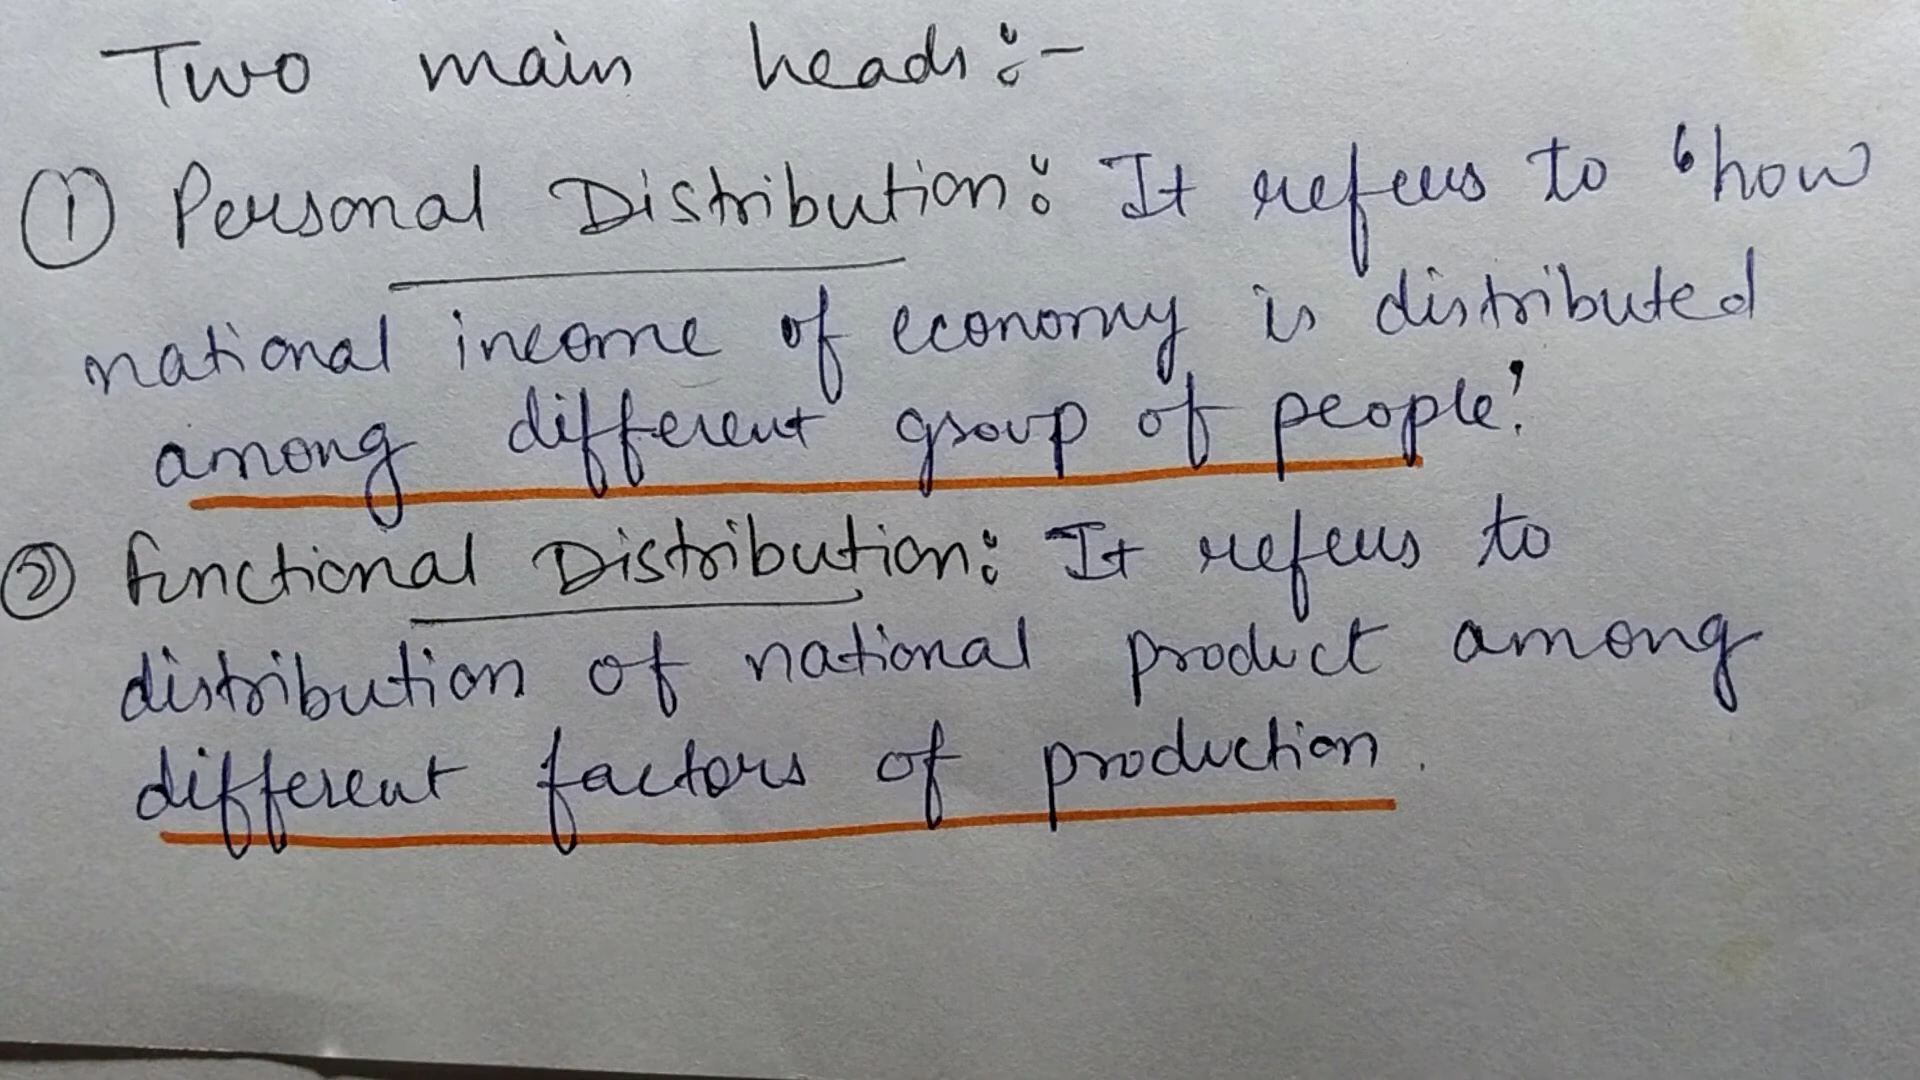 Two main heads:-
① Personal Distribution: It refers to 'how
national income of economy is distributed
among different group of people.'
② functional Distribution: It refers to
distribution of national product among
different factors of production.